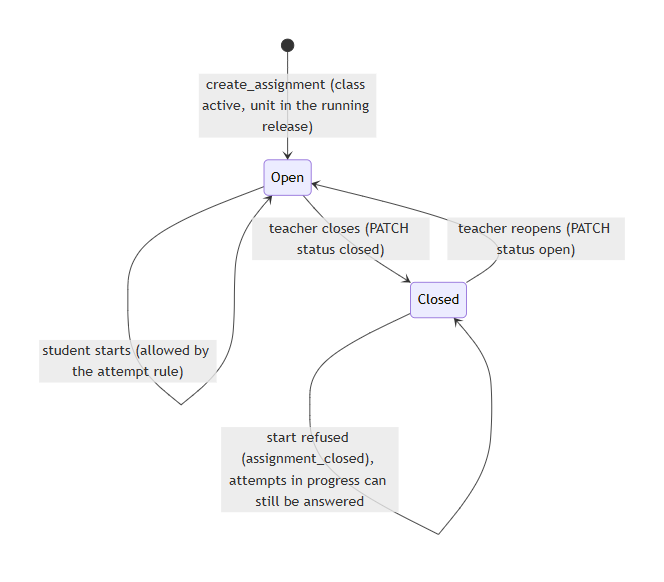 create_assignment (class
active, unit in the running
release)
Open
teacher closes (PATCH
status closed)
teacher reopens (PATCH
status open)
Closed
student starts (allowed by
the attempt rule)
start refused
(assignment_closed),
attempts in progress can
still be answered